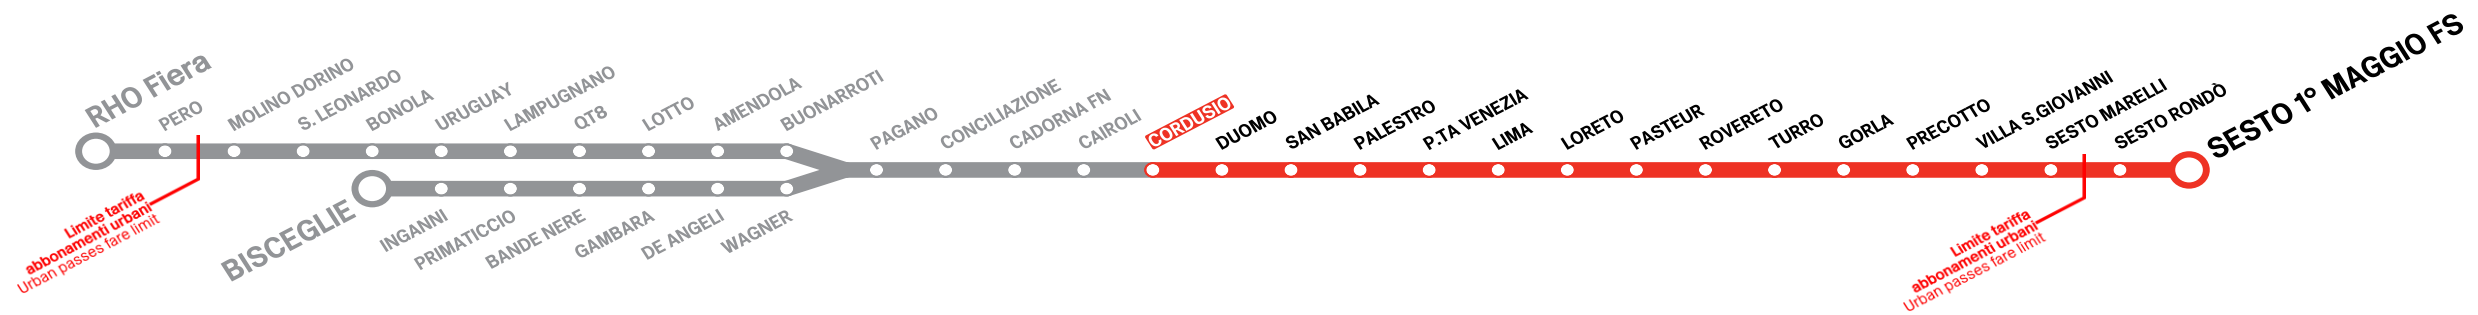 RHO Fiera
PERO
MOLINO DORINO
S. LEONARDO
BONOLA
URUGUAY
LAMPUGNANO
QT8
LOTTO
AMENDOLA
BUONARROTI
PAGANO
CONCILIAZIONE
CADORNA FN
CAIROLI
CORDUSIO
DUOMO
SAN BABILA
PALESTRO
P.TA VENEZIA
LIMA
LORETO
PASTEUR
ROVERETO
TURRO
GORLA
PRECOTTO
VILLA S.GIOVANNI
SESTO MARELLI
SESTO RONDÒ
SESTO 1° MAGGIO FS
Limite tariffa
abbonamenti urbani
Urban passes fare limit
BISCEGLIE
INGANNI
PRIMATICCIO
BANDE NERE
GAMBARA
DE ANGELI
WAGNER
Limite tariffa
abbonamenti urbani
Urban passes fare limit